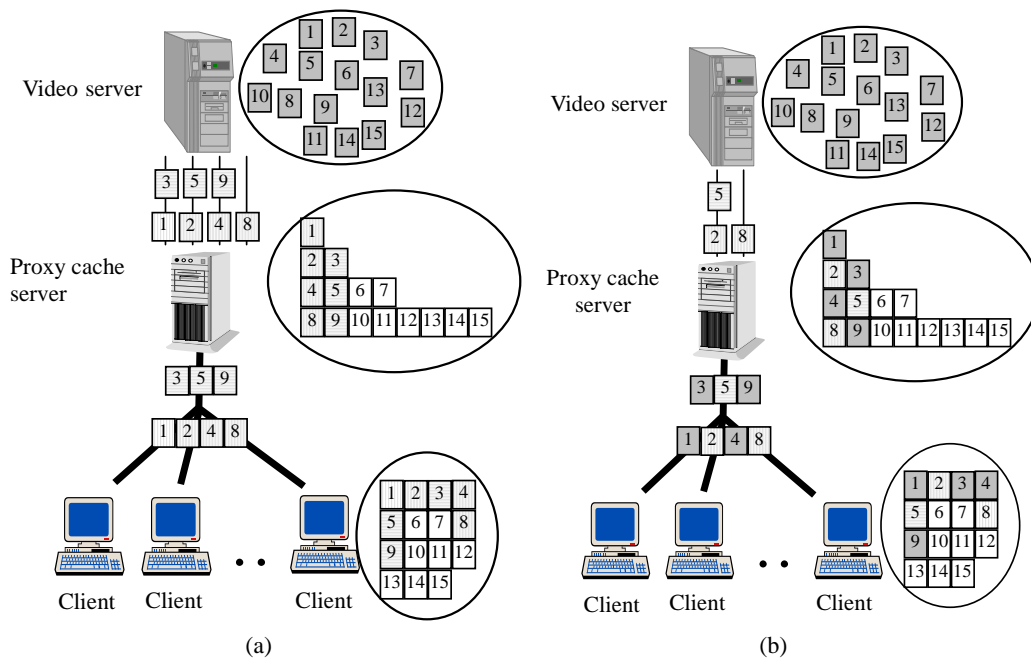 1 2 3
4 5 6 7
10 8 9 13 12
11 14 15
Video server
3 5 9
1 2 4 8
Proxy cache
server
1
2 3
4 5 6 7
8 9 10 11 12 13 14 15
3 5 9
1 2 4 8
1 2 3 4
5 6 7 8
9 10 11 12
13 14 15
Client Client Client
(a)
1 2 3
4 5 6 7
10 8 9 13 12
11 14 15
Video server
5
2 8
Proxy cache
server
1
2 3
4 5 6 7
8 9 10 11 12 13 14 15
3 5 9
1 2 4 8
1 2 3 4
5 6 7 8
9 10 11 12
13 14 15
Client Client Client
(b)